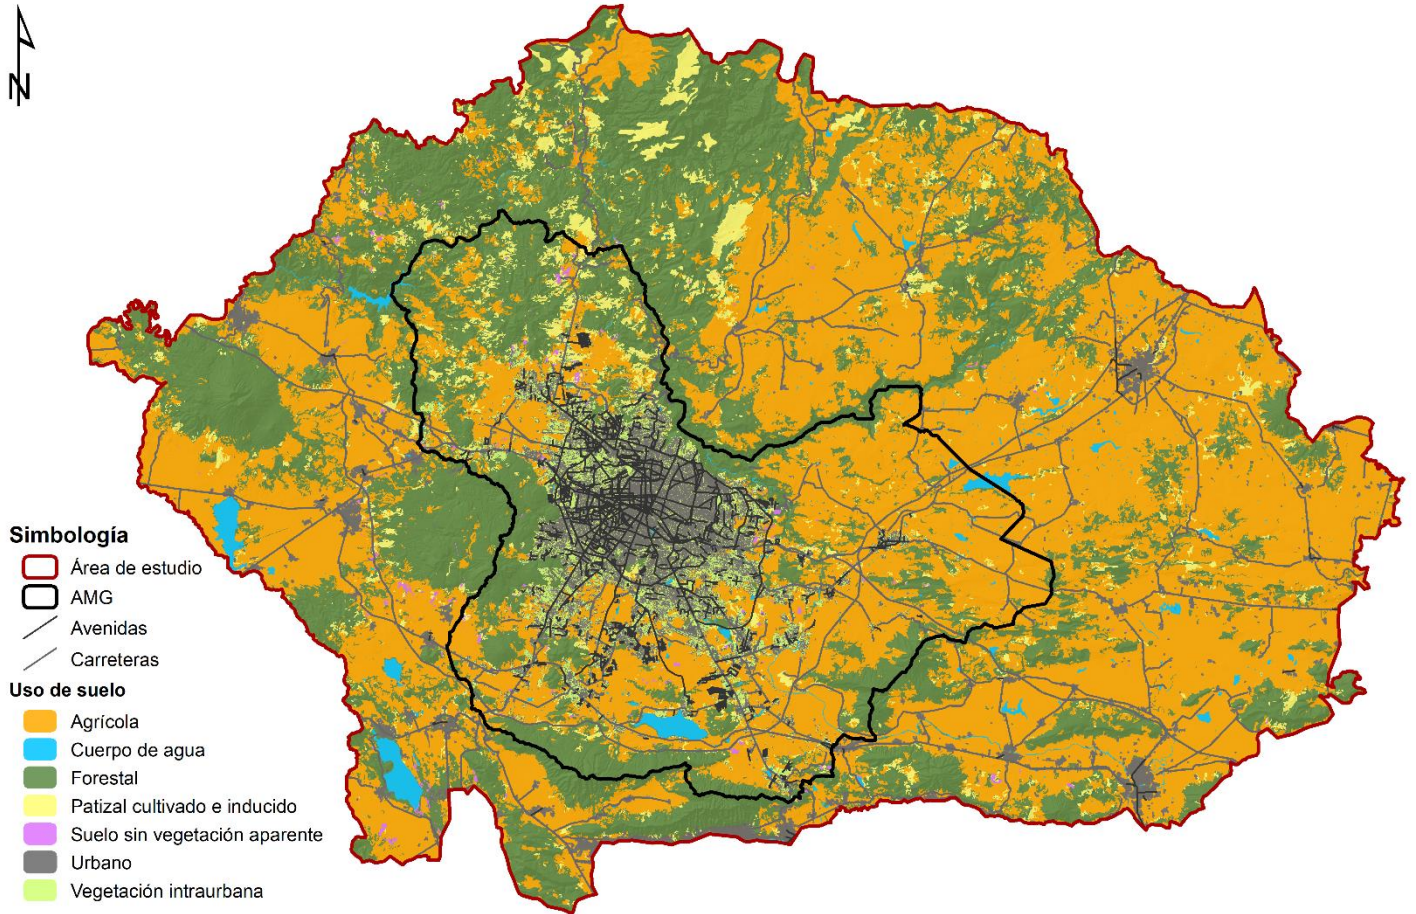 N
Simbología
Área de estudio
AMG
Avenidas
Carreteras
Uso de suelo
Agrícola
Cuerpo de agua
Forestal
Patizal cultivado e inducido
Suelo sin vegetación aparente
Urbano
Vegetación intraurbana